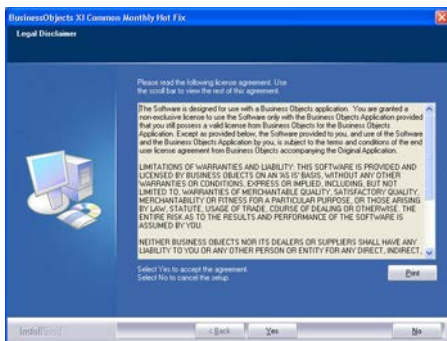 BusinessObjects XI Common Monthly Hot Fix
Legal Disclaimer
Please read the following license agreement. Use
the scroll bar to view the rest of this agreement.
The Software is designed for use with a Business Objects application. You are granted a
non-exclusive license to use the Software only with the Business Objects Application provided
that you still possess a valid license from Business Objects for the Business Objects
Application. Except as provided below, the Software provided to you, and use of the Software
and the Business Objects Application by you, is subject to the terms and conditions of the end
user license agreement from Business Objects accompanying the Original Application.
LIMITATIONS OF WARRANTIES AND LIABILITY: THIS SOFTWARE IS PROVIDED AND
LICENSED BY BUSINESS OBJECTS ON AN 'AS IS' BASIS, WITHOUT ANY OTHER
WARRANTIES OR CONDITIONS, EXPRESS OR IMPLIED, INCLUDING, BUT NOT
LIMITED TO, WARRANTIES OF MERCHANTABLE QUALITY, SATISFACTORY QUALITY,
MERCHANTABILITY OR FITNESS FOR A PARTICULAR PURPOSE, OR THOSE ARISING
BY LAW, STATUTE, USAGE OF TRADE, COURSE OF DEALING OR OTHERWISE. THE
ENTIRE RISK AS TO THE RESULTS AND PERFORMANCE OF THE SOFTWARE IS
ASSUMED BY YOU.
NEITHER BUSINESS OBJECTS NOR ITS DEALERS OR SUPPLIERS SHALL HAVE ANY
LIABILITY TO YOU OR ANY OTHER PERSON OR ENTITY FOR ANY DIRECT, INDIRECT,
Select Yes to accept the agreement.
Select No to cancel the setup.
Print
InstallShield
< Back
Yes
No